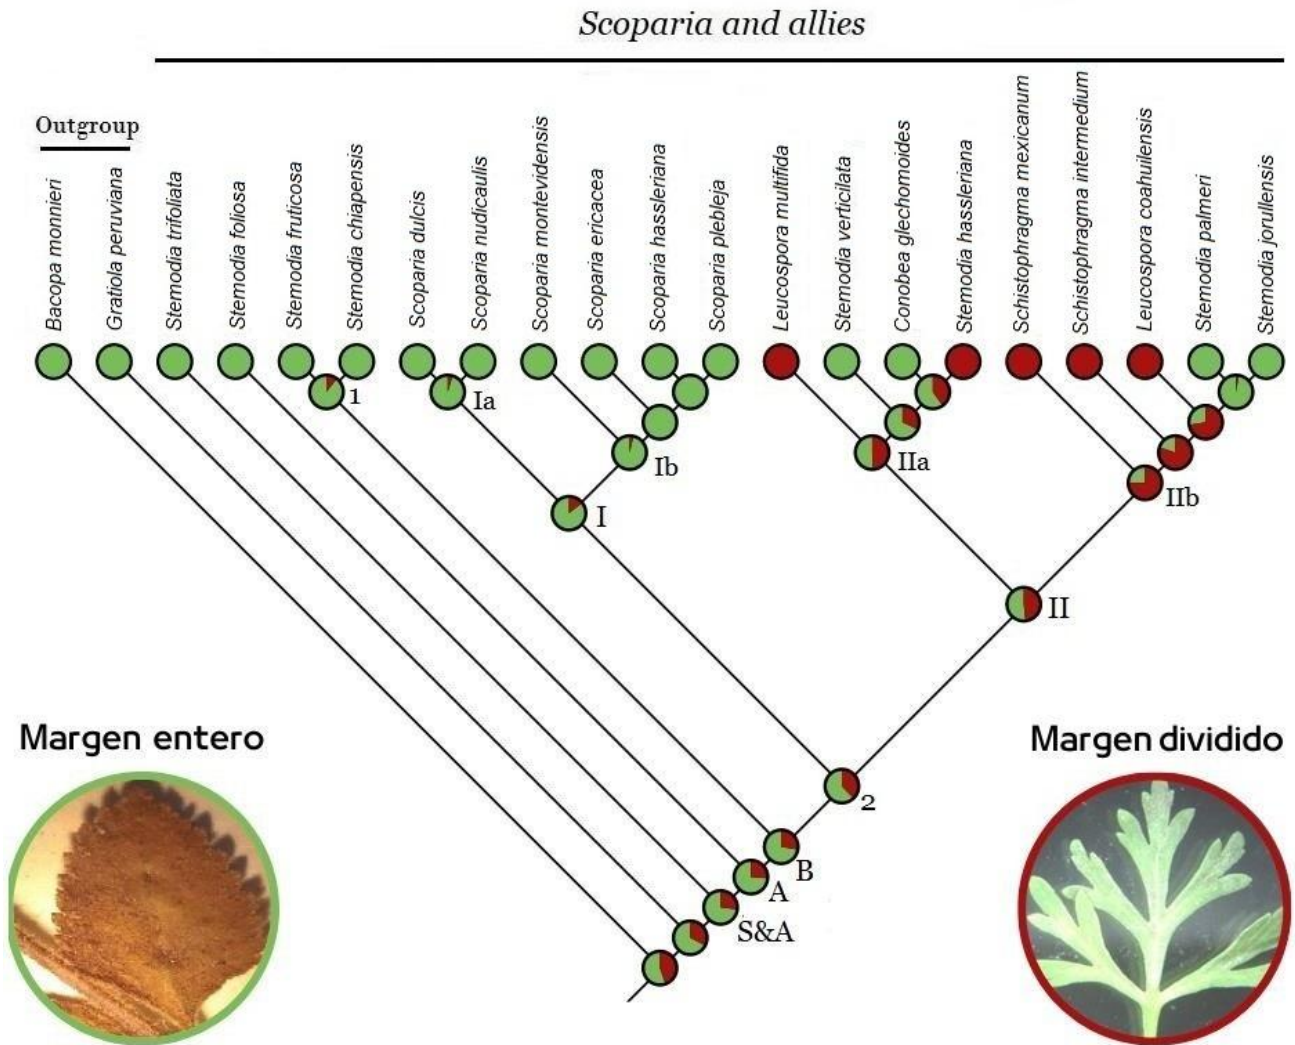 Scoparia and allies
Outgroup
Bacopa monnieri
Gratiola peruviana
Stemodia trifoliata
Stemodia foliosa
Stemodia fruticosa
Stemodia chiapensis
Scoparia dulcis
Scoparia nudicaulis
Scoparia montevidensis
Scoparia ericacea
Scoparia hassleriana
Scoparia plebleja
Leucospora multifida
Stemodia verticilata
Conobea glechomoides
Stemodia hassleriana
Schistophragma mexicanum
Schistophragma intermedium
Leucospora coahuilensis
Stemodia palmeri
Stemodia jorullensis
1
Ia
Ib
IIa
IIb
I
II
Margen entero
Margen dividido
2
B
A
S&A